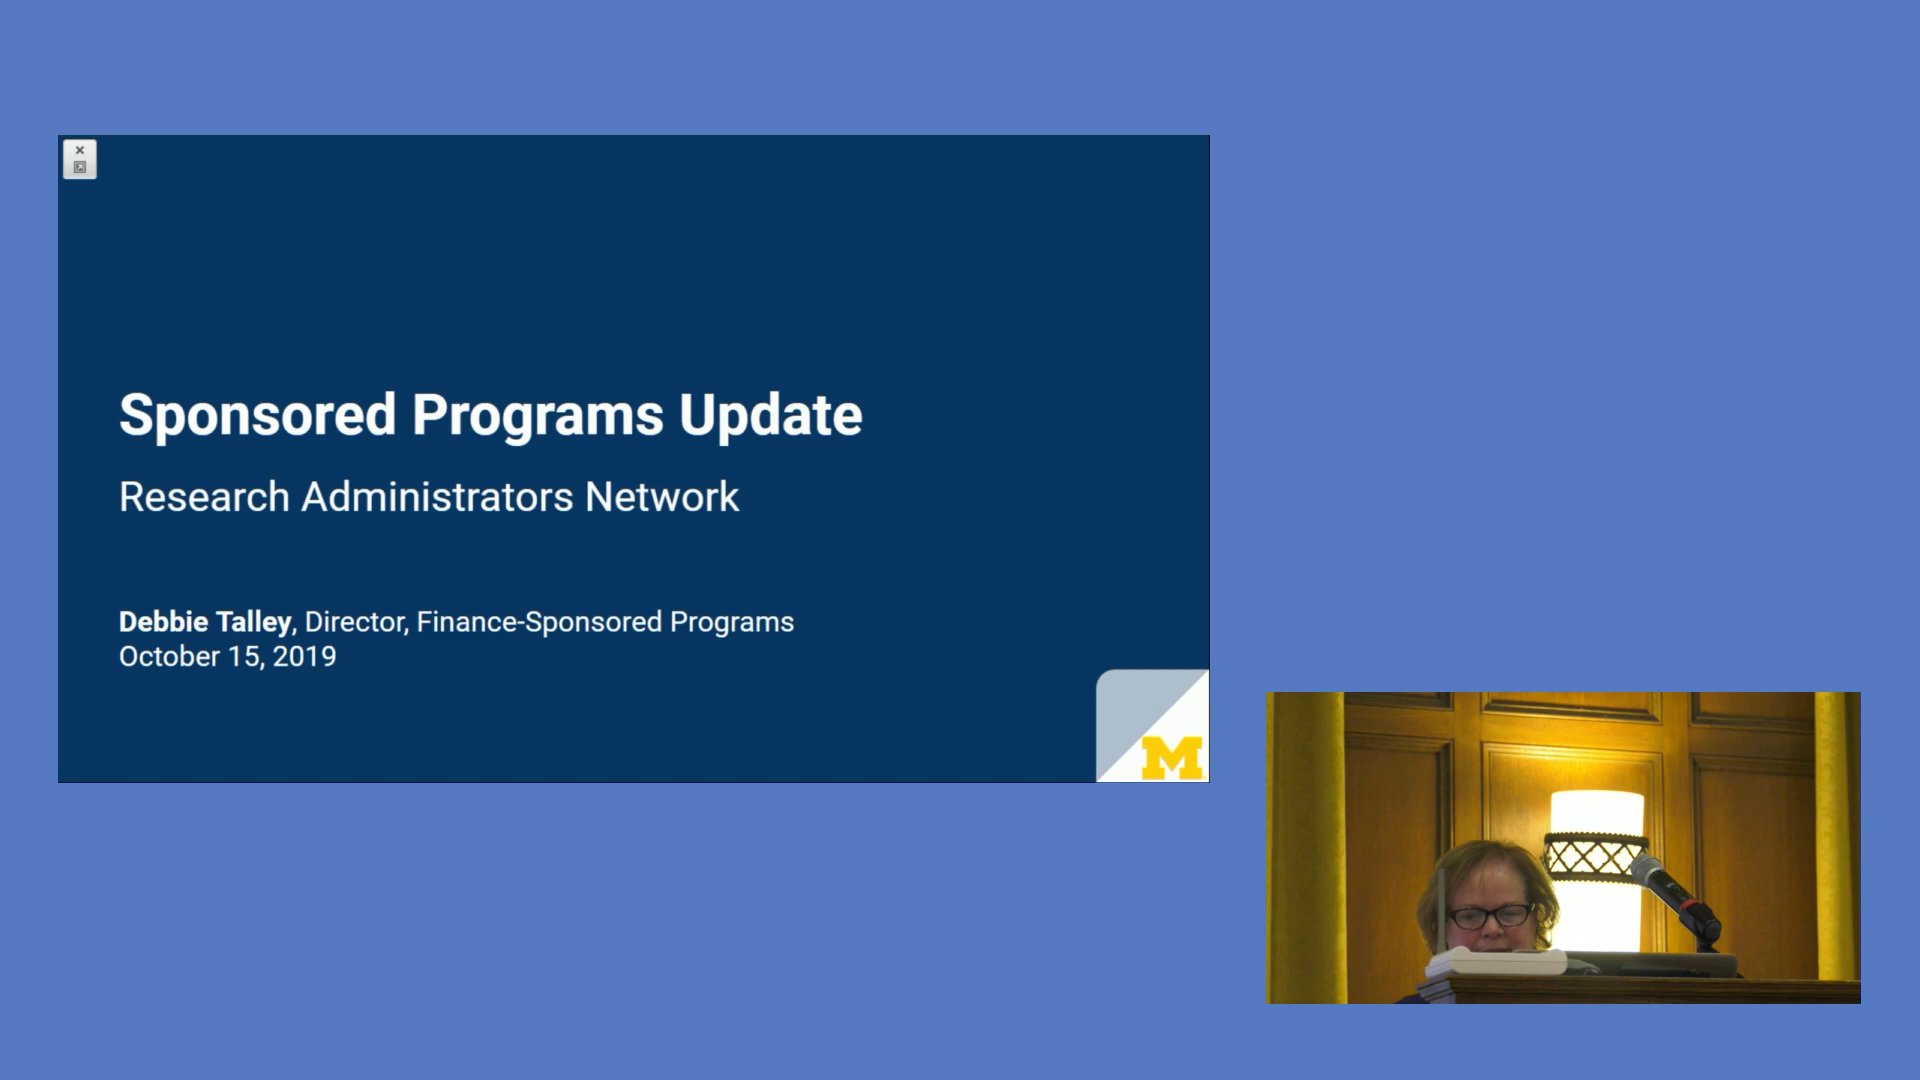 Sponsored Programs Update
Research Administrators Network
Debbie Talley, Director, Finance-Sponsored Programs
October 15, 2019
M